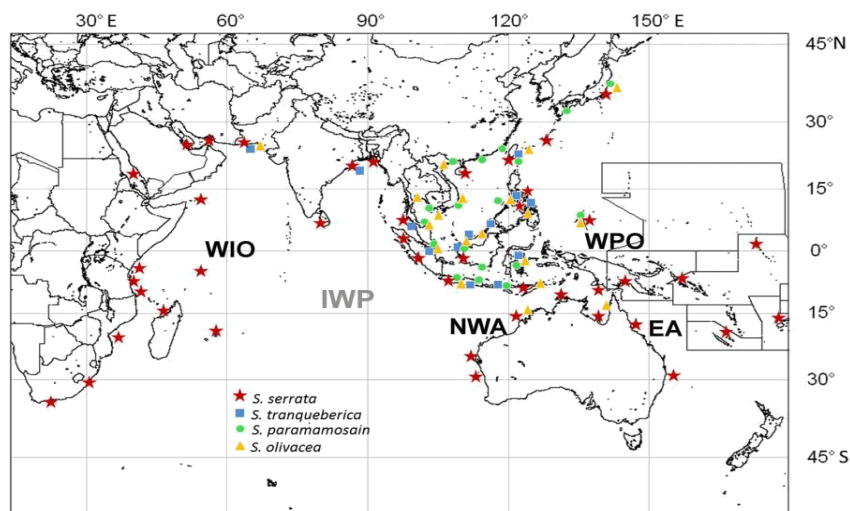 30° E 60° 90° 120° 150° E
45°N
30°
15°
WIO
WPO
0°
IWP
NWA
EA
15°
30°
S. serrata
S. tranqueberica
S. paramamosain
S. olivacea
45° S